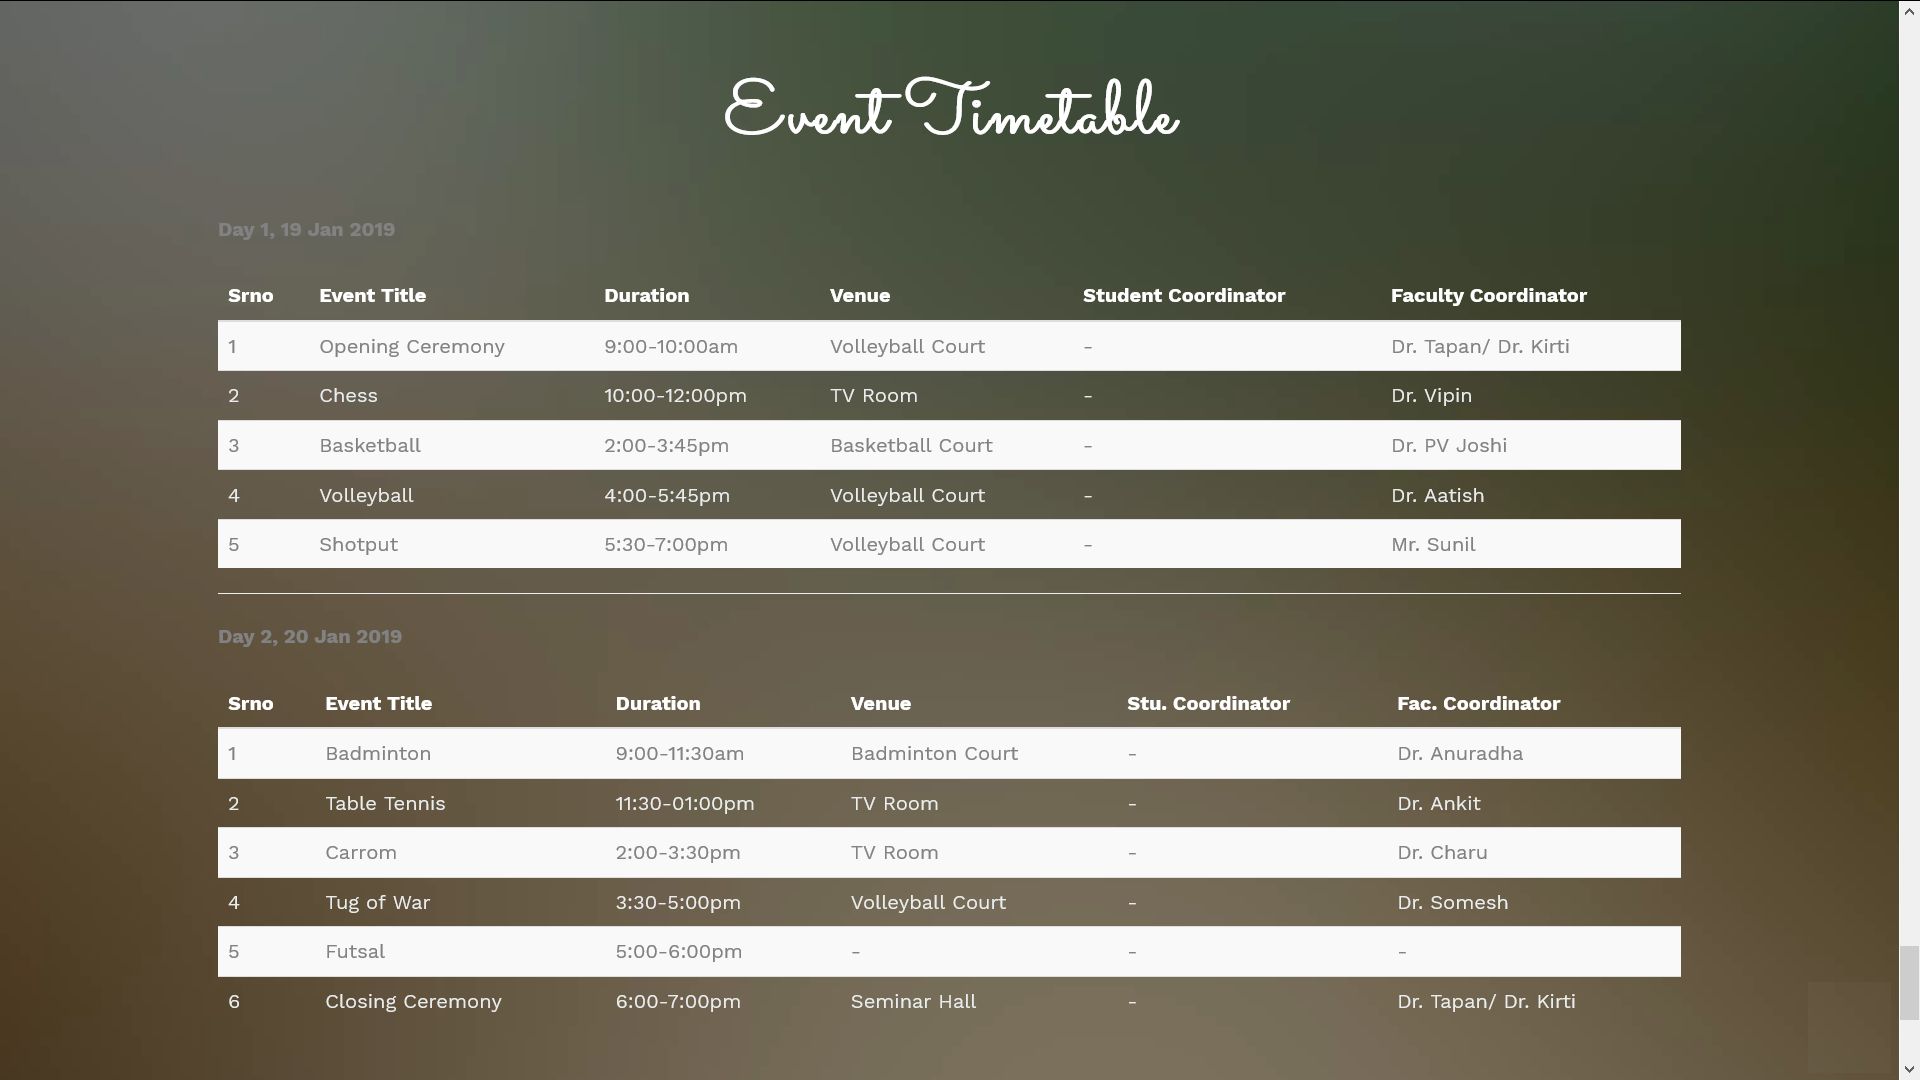 Event Timetable
Day 1, 19 Jan 2019
Srno Event Title Duration Venue Student Coordinator Faculty Coordinator
1 Opening Ceremony 9:00-10:00am Volleyball Court - Dr. Tapan/ Dr. Kirti
2 Chess 10:00-12:00pm TV Room - Dr. Vipin
3 Basketball 2:00-3:45pm Basketball Court - Dr. PV Joshi
4 Volleyball 4:00-5:45pm Volleyball Court - Dr. Aatish
5 Shotput 5:30-7:00pm Volleyball Court - Mr. Sunil
Day 2, 20 Jan 2019
Srno Event Title Duration Venue Stu. Coordinator Fac. Coordinator
1 Badminton 9:00-11:30am Badminton Court - Dr. Anuradha
2 Table Tennis 11:30-01:00pm TV Room - Dr. Ankit
3 Carrom 2:00-3:30pm TV Room - Dr. Charu
4 Tug of War 3:30-5:00pm Volleyball Court - Dr. Somesh
5 Futsal 5:00-6:00pm - - -
6 Closing Ceremony 6:00-7:00pm Seminar Hall - Dr. Tapan/ Dr. Kirti